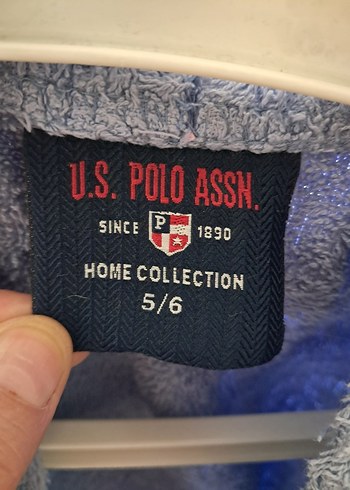 U.S. POLO ASSN.
SINCE P 1890
HOME COLLECTION
5/6